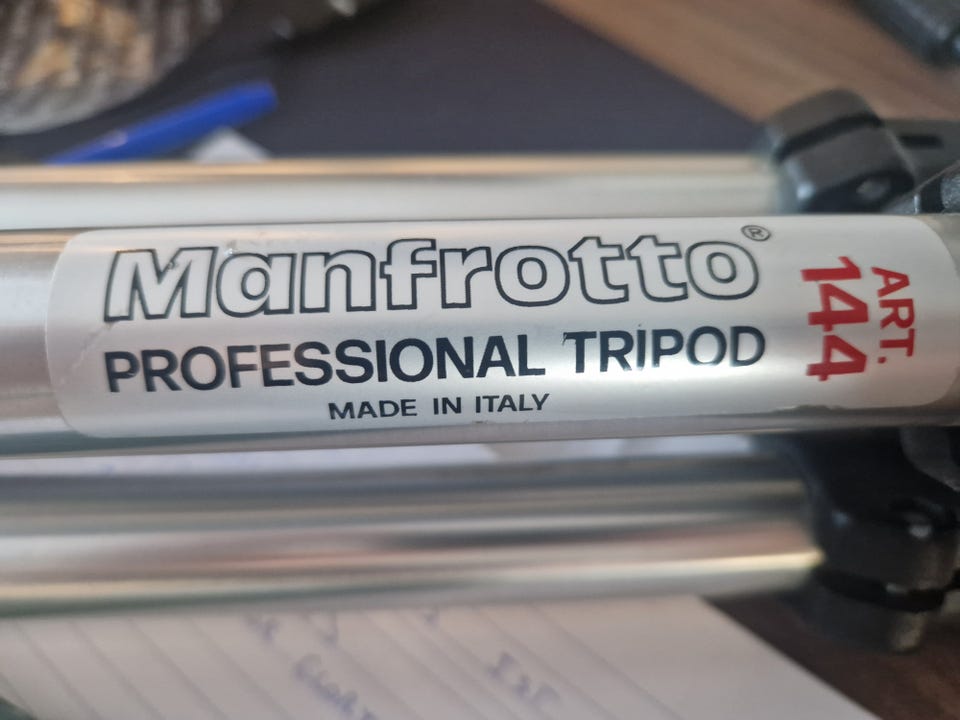 Manfrotto®
PROFESSIONAL TRIPOD
MADE IN ITALY
ART.
144